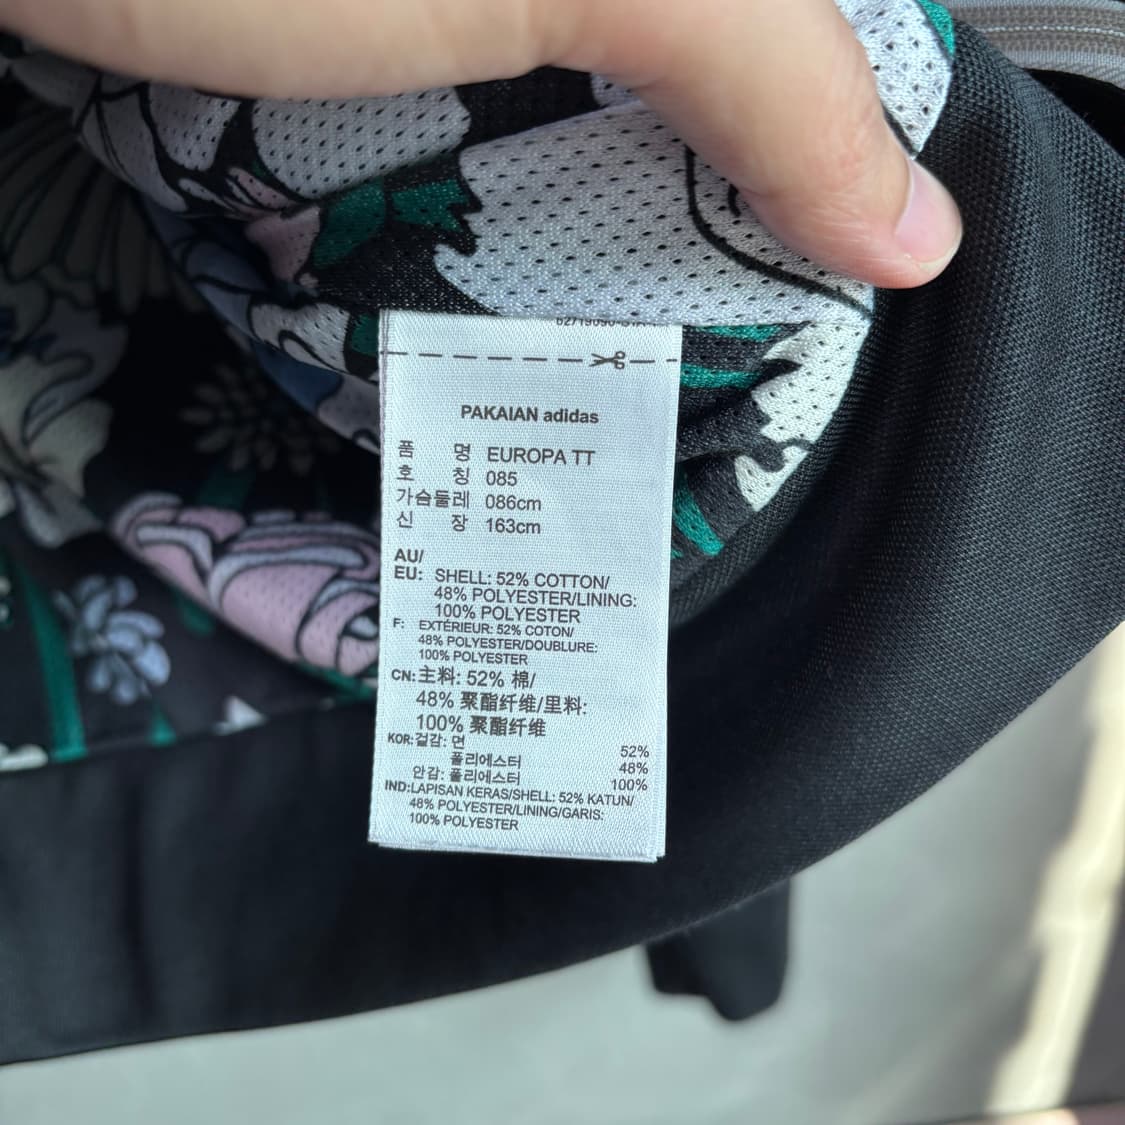 PAKAIAN adidas
품 명 EUROPA TT
호 칭 085
가슴둘레 086cm
신 장 163cm
AU/
EU: SHELL: 52% COTTON/
48% POLYESTER/LINING:
100% POLYESTER
F: EXTÉRIEUR: 52% COTON/
48% POLYESTER/DOUBLURE:
100% POLYESTER
CN: 主料: 52% 棉/
48% 聚酯纤维/里料:
100% 聚酯纤维
KOR: 겉감: 면 52%
폴리에스터 48%
안감: 폴리에스터 100%
IND: LAPISAN KERAS/SHELL: 52% KATUN/
48% POLYESTER/LINING/GARIS:
100% POLYESTER